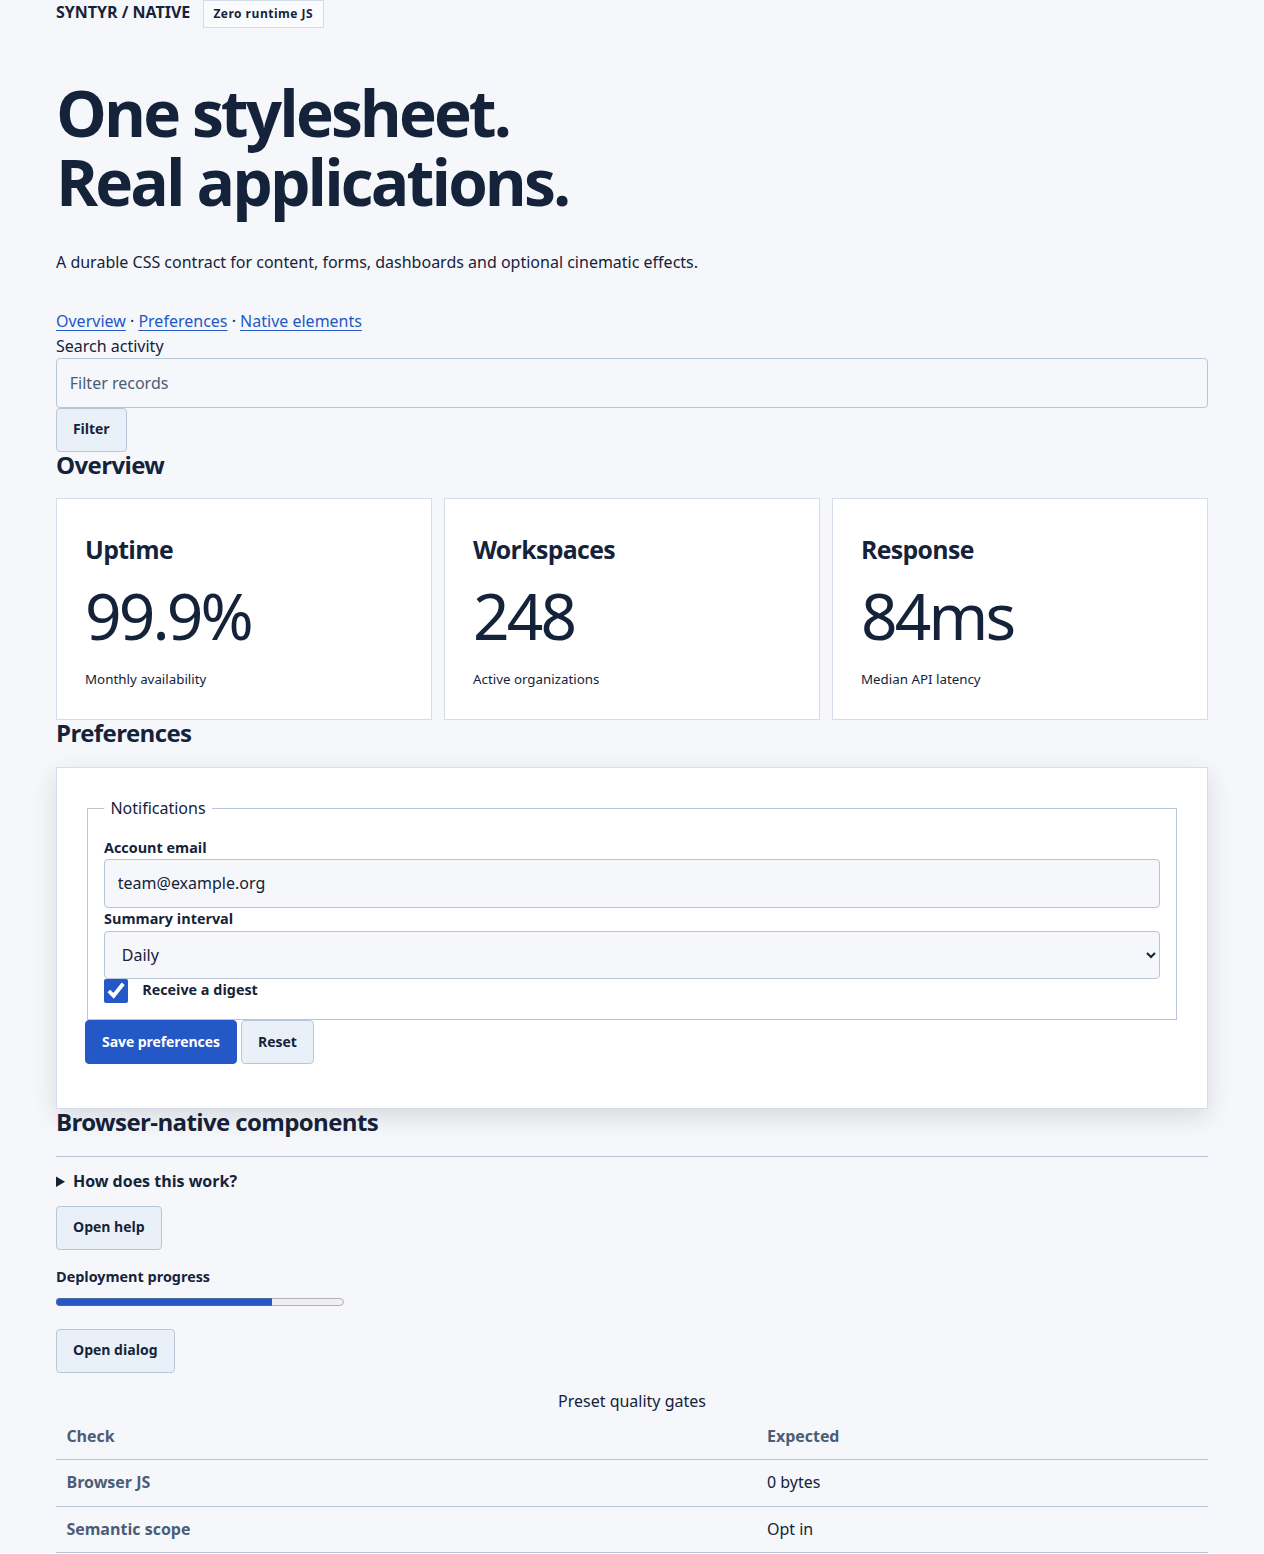 SYNTYR / NATIVE Zero runtime JS
One stylesheet.
Real applications.
A durable CSS contract for content, forms, dashboards and optional cinematic effects.
Overview · Preferences · Native elements
Search activity
Filter records
Filter
Overview
Uptime
99.9%
Monthly availability
Workspaces
248
Active organizations
Response
84ms
Median API latency
Preferences
Notifications
Account email
team@example.org
Summary interval
Daily
Receive a digest
Save preferences Reset
Browser-native components
How does this work?
Open help
Deployment progress
Open dialog
Preset quality gates
Check Expected
Browser JS 0 bytes
Semantic scope Opt in